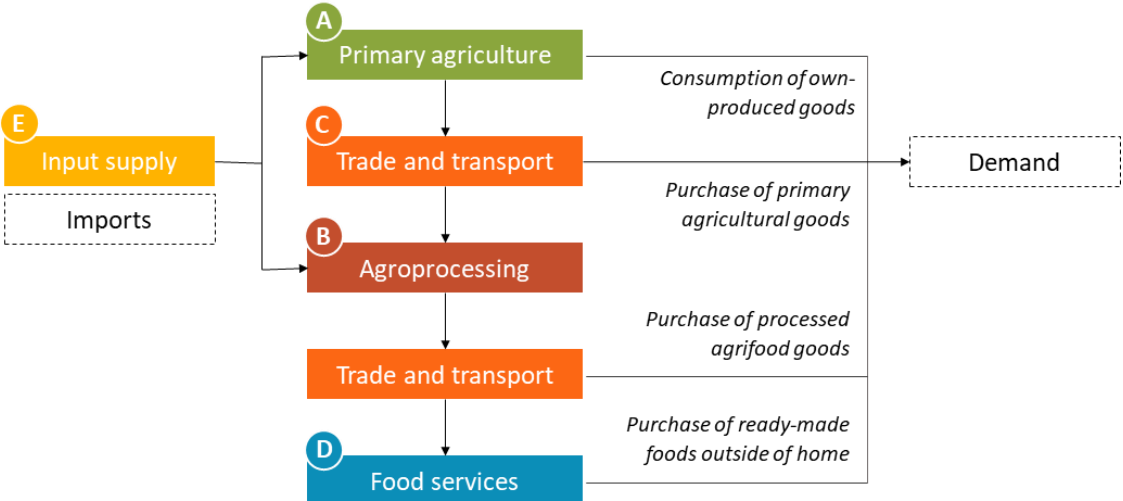 A
Primary agriculture
Consumption of own-
produced goods
E
Input supply
Imports
C
Trade and transport
Demand
Purchase of primary
agricultural goods
B
Agroprocessing
Purchase of processed
agrifood goods
Trade and transport
Purchase of ready-made
foods outside of home
D
Food services